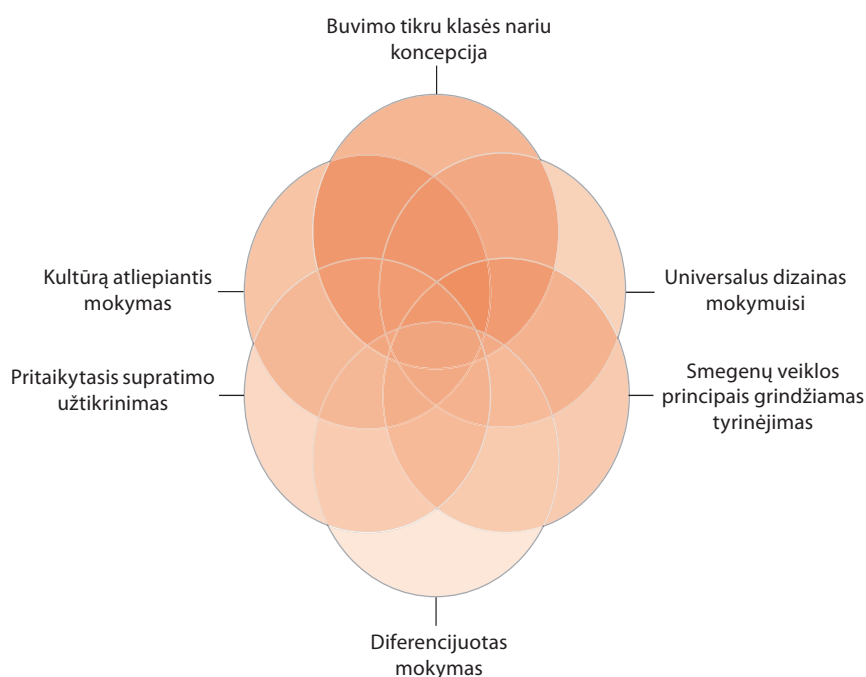 Buvimo tikru klasės nariu
koncepcija
Kultūrą atliepiantis
mokymas
Universalus dizainas
mokymuisi
Pritaikytasis supratimo
užtikrinimas
Smegenų veiklos
principais grindžiamas
tyrinėjimas
Diferencijuotas
mokymas